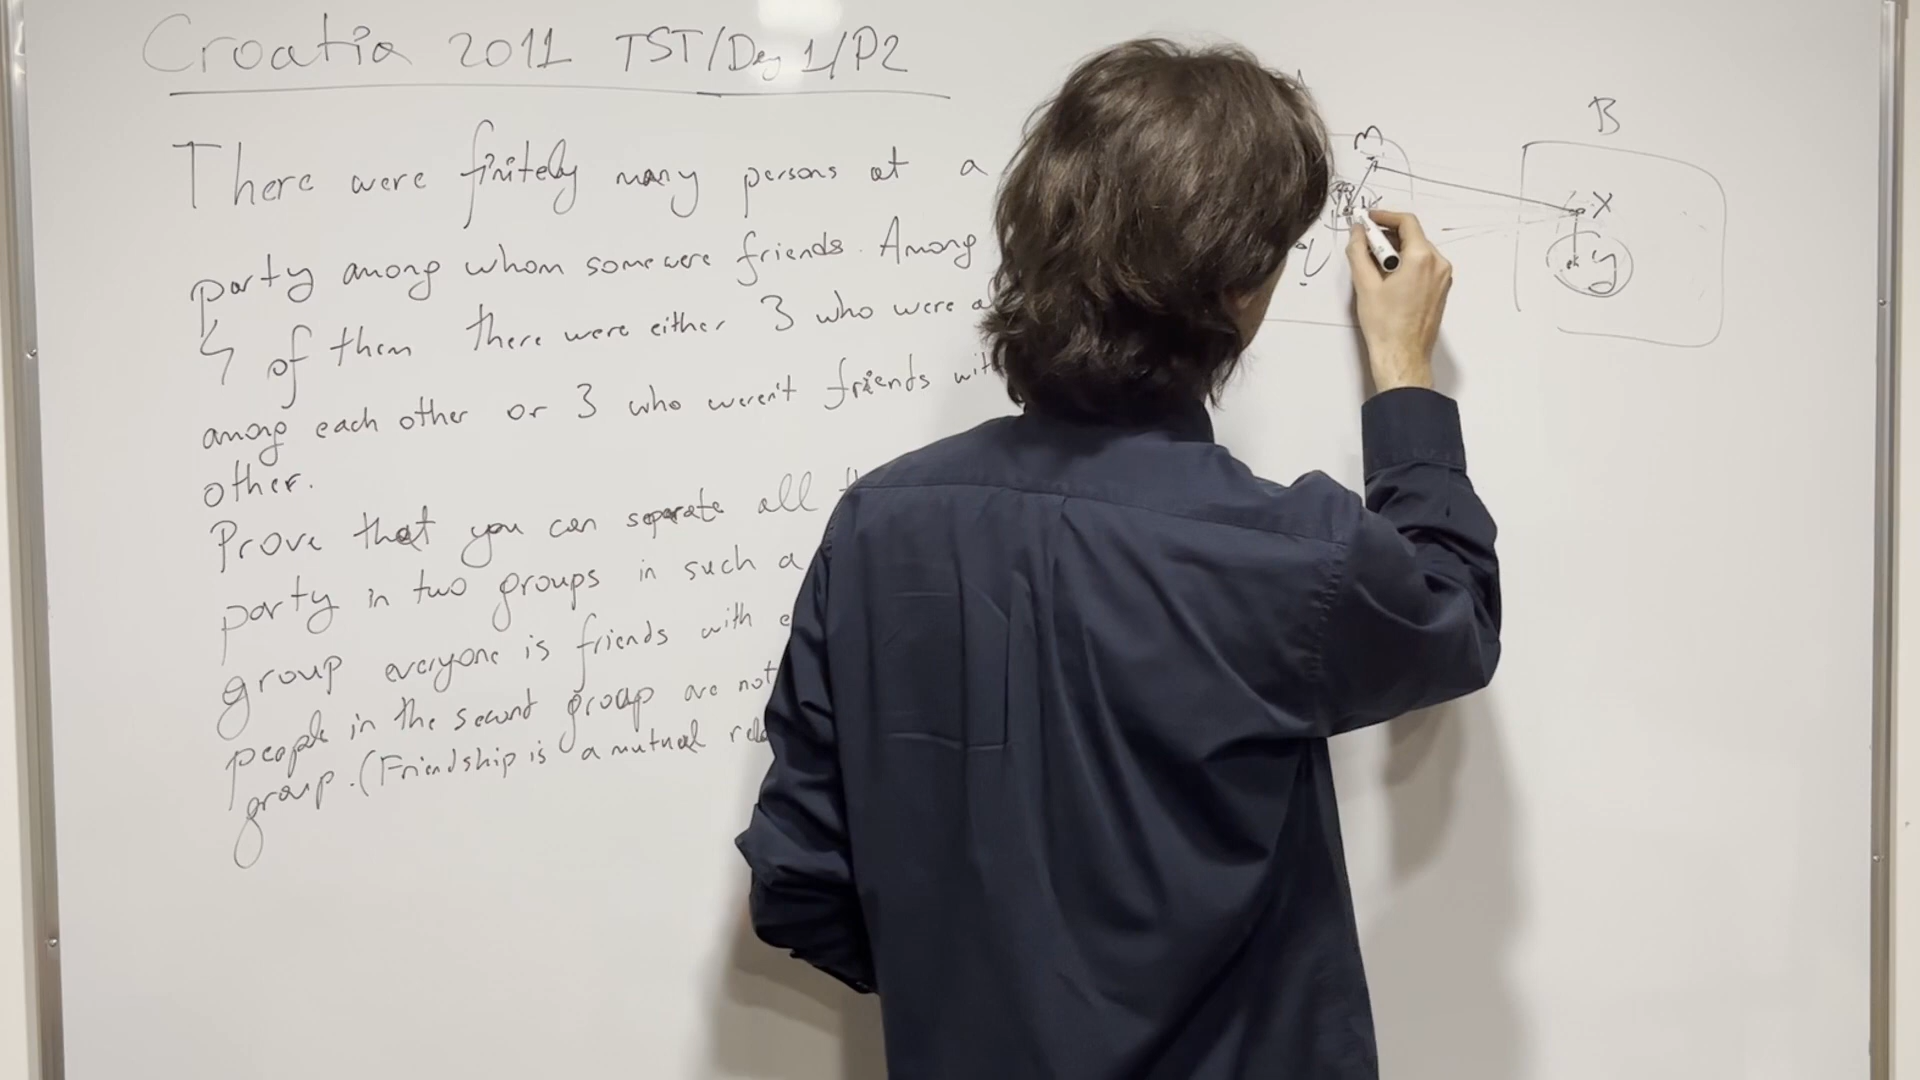 Croatia 2011 TST/Day 1/P2
There were finitely many persons at a
party among whom some were friends. Among
4 of them there were either 3 who were
among each other or 3 who weren't friends
other.
Prove that you can separate all
party in two groups in such a
group everyone is friends with
people in the second group are not
group. (Friendship is a mutual
B
m
x
y